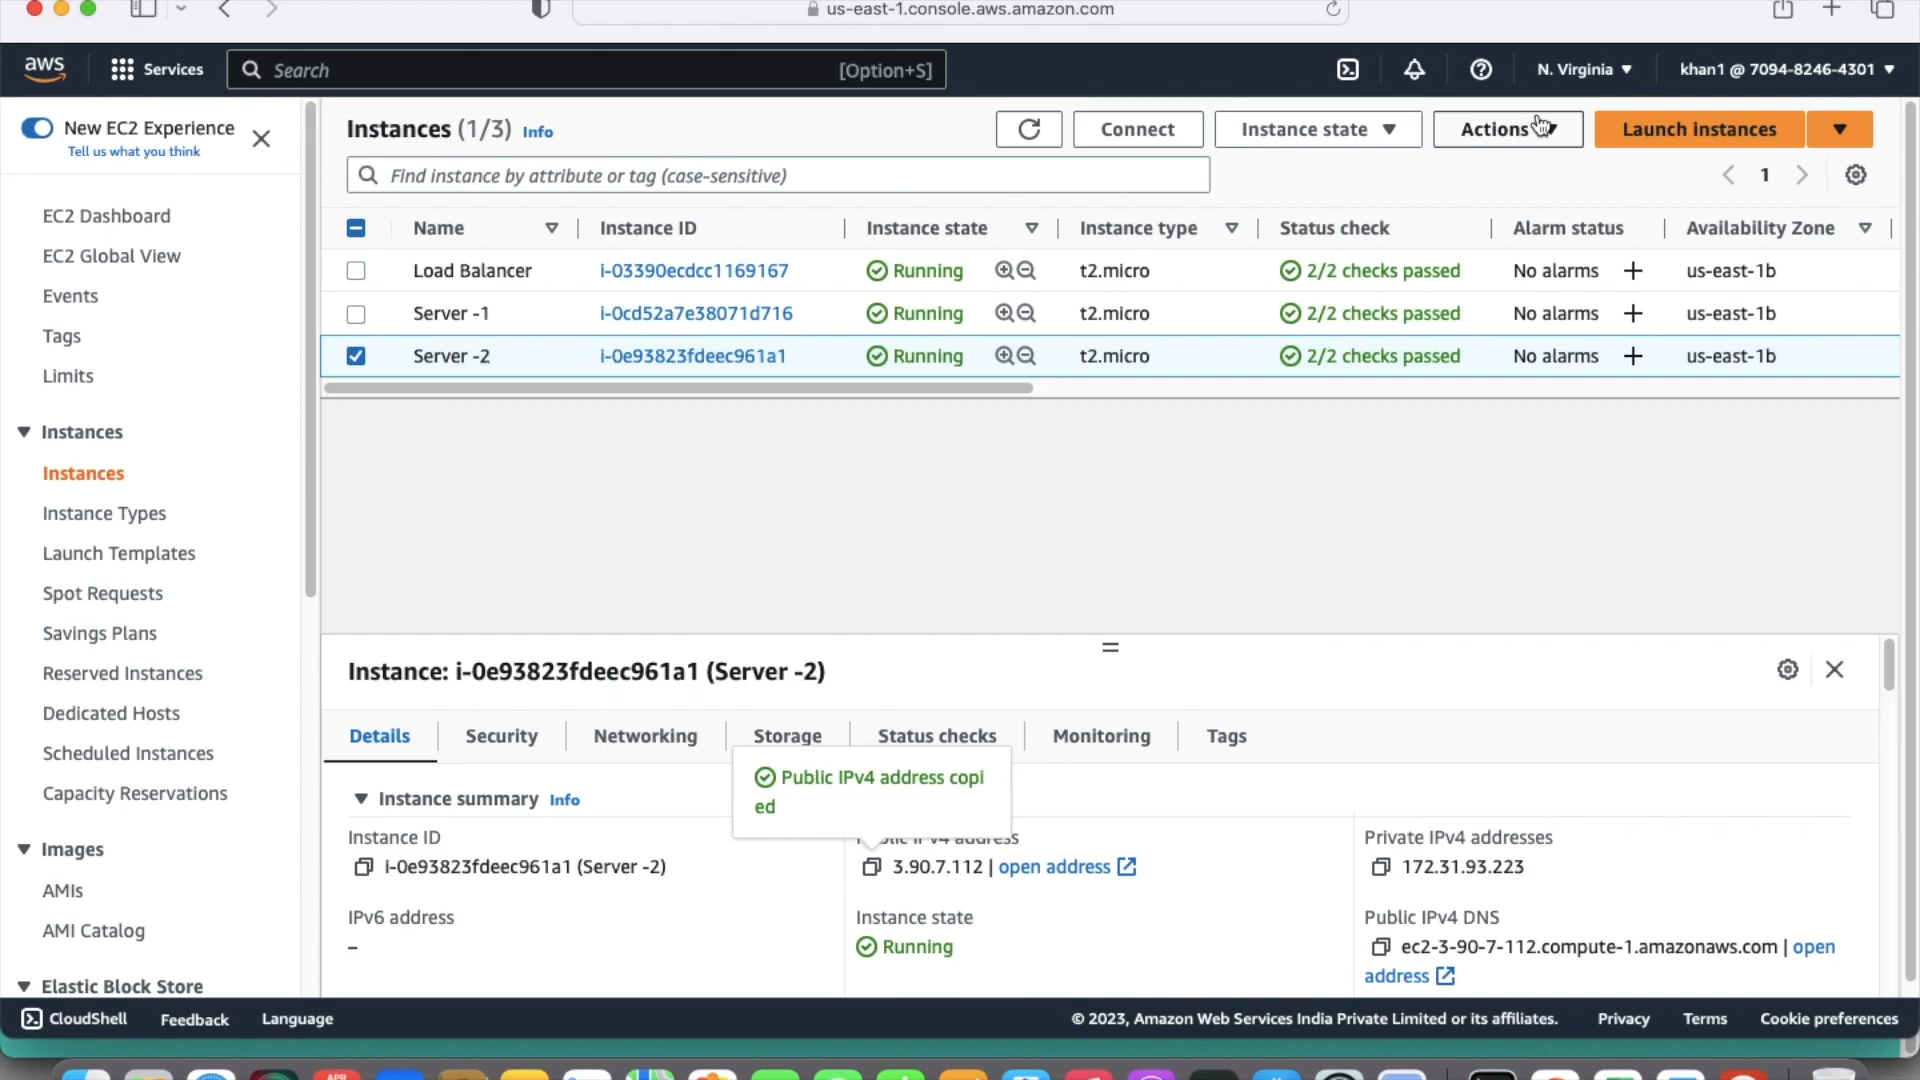 us-east-1.console.aws.amazon.com
aws
Services
Search
[Option+S]
N. Virginia
khan1 @ 7094-8246-4301
New EC2 Experience
Tell us what you think
EC2 Dashboard
EC2 Global View
Events
Tags
Limits
Instances
Instances
Instance Types
Launch Templates
Spot Requests
Savings Plans
Reserved Instances
Dedicated Hosts
Scheduled Instances
Capacity Reservations
Images
AMIs
AMI Catalog
Elastic Block Store
Instances (1/3) Info
Connect
Instance state
Actions
Launch instances
Find instance by attribute or tag (case-sensitive)
1
Name Instance ID Instance state Instance type Status check Alarm status Availability Zone
Load Balancer i-03390ecdcc1169167 Running t2.micro 2/2 checks passed No alarms + us-east-1b
Server -1 i-0cd52a7e38071d716 Running t2.micro 2/2 checks passed No alarms + us-east-1b
Server -2 i-0e93823fdeec961a1 Running t2.micro 2/2 checks passed No alarms + us-east-1b
Instance: i-0e93823fdeec961a1 (Server -2)
Details Security Networking Storage Status checks Monitoring Tags
Public IPv4 address copi
ed
Instance summary Info
Instance ID
i-0e93823fdeec961a1 (Server -2)
Public IPv4 address
3.90.7.112 | open address
Private IPv4 addresses
172.31.93.223
IPv6 address
–
Instance state
Running
Public IPv4 DNS
ec2-3-90-7-112.compute-1.amazonaws.com | open
address
CloudShell
Feedback
Language
© 2023, Amazon Web Services India Private Limited or its affiliates.
Privacy
Terms
Cookie preferences
APR